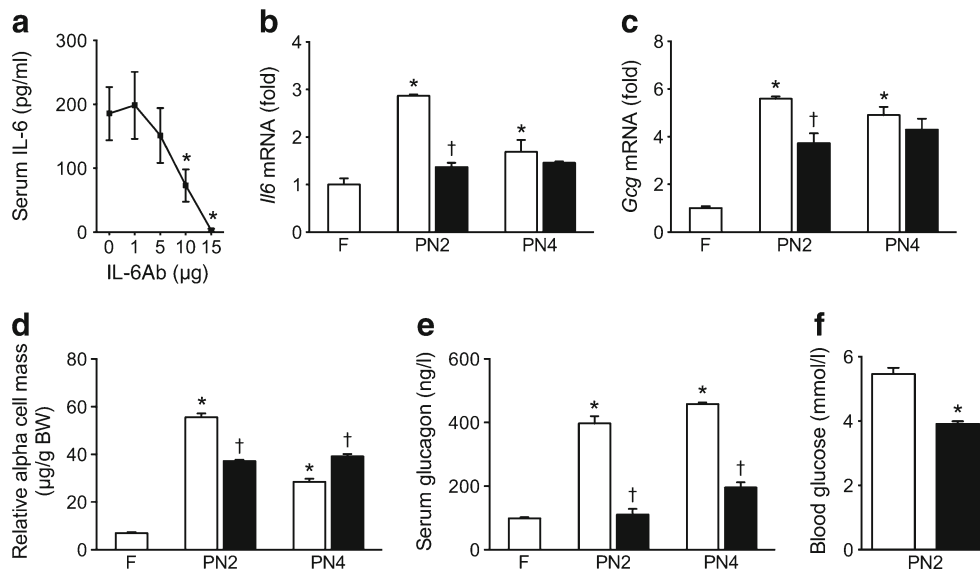 a
Serum IL-6 (pg/ml)
300
200
100
0
*
*
0 1 5 10 15
IL-6Ab (µg)
b
Il6 mRNA (fold)
4
3
2
1
0
*
†
*
F PN2 PN4
c
Gcg mRNA (fold)
8
6
4
2
0
*
†
*
F PN2 PN4
d
Relative alpha cell mass
(µg/g BW)
80
60
40
20
0
*
†
*
†
F PN2 PN4
e
Serum glucagon (ng/l)
600
400
200
0
*
†
*
†
F PN2 PN4
f
Blood glucose (mmol/l)
6
4
2
0
*
PN2